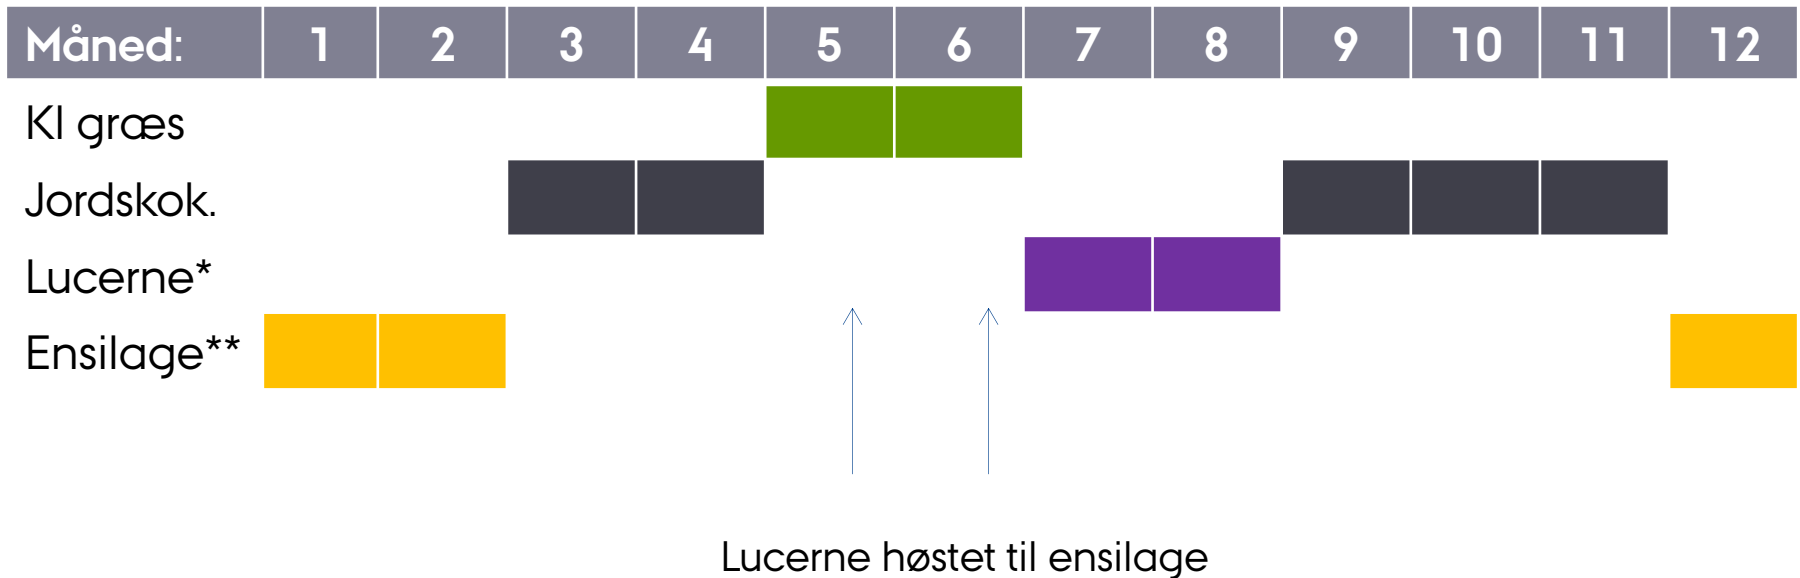 Måned: 1 2 3 4 5 6 7 8 9 10 11 12
Kl græs
Jordskok.
Lucerne*
Ensilage**
Lucerne høstet til ensilage